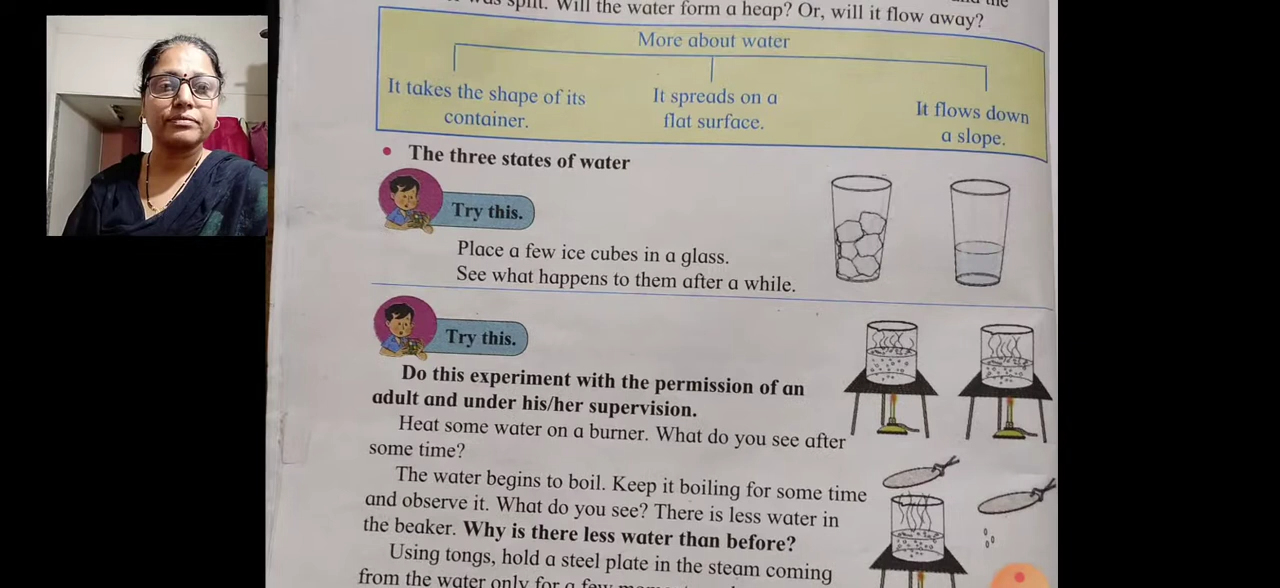 was spilt. Will the water form a heap? Or, will it flow away?
More about water
It takes the shape of its
container.
It spreads on a
flat surface.
It flows down
a slope.
• The three states of water
Try this.
Place a few ice cubes in a glass.
See what happens to them after a while.
Try this.
Do this experiment with the permission of an
adult and under his/her supervision.
Heat some water on a burner. What do you see after
some time?
The water begins to boil. Keep it boiling for some time
and observe it. What do you see? There is less water in
the beaker. Why is there less water than before?
Using tongs, hold a steel plate in the steam coming
from the water only for a few